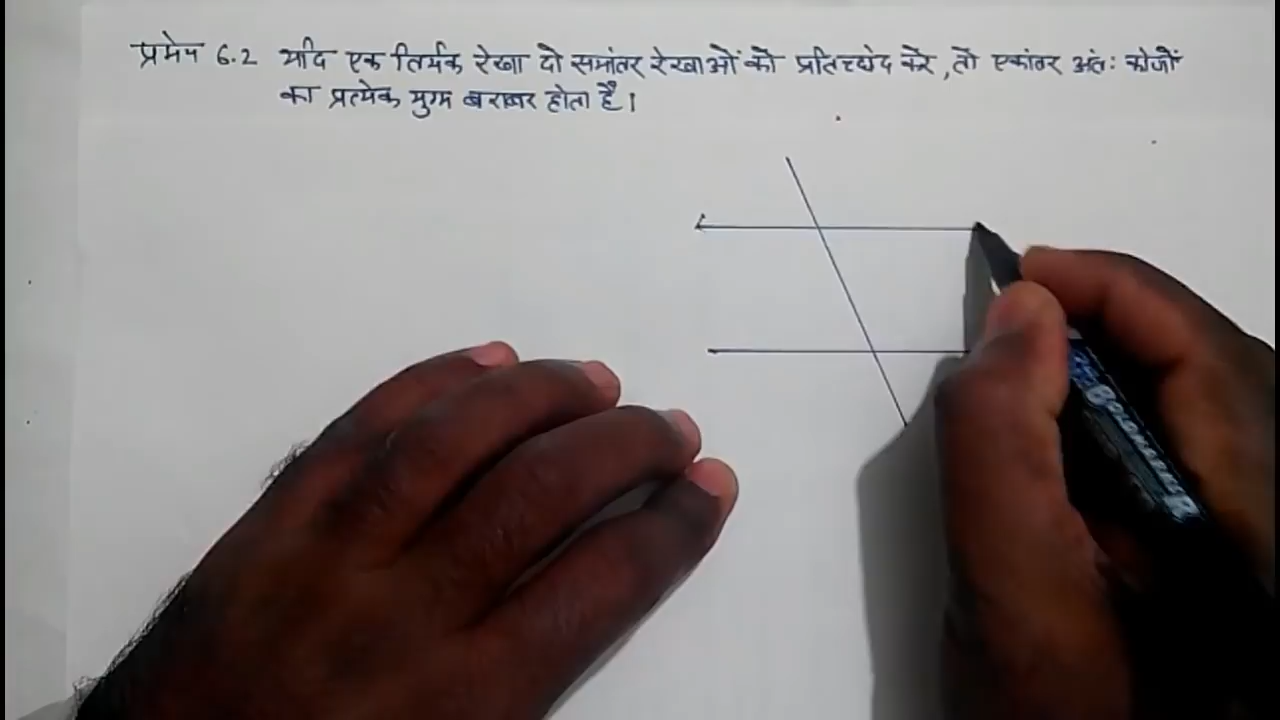 प्रमेय 6.2 यदि एक तिर्यक रेखा दो समांतर रेखाओं को प्रतिच्छेद करे, तो एकांतर अंतः कोणों
का प्रत्येक युग्म बराबर होता है।